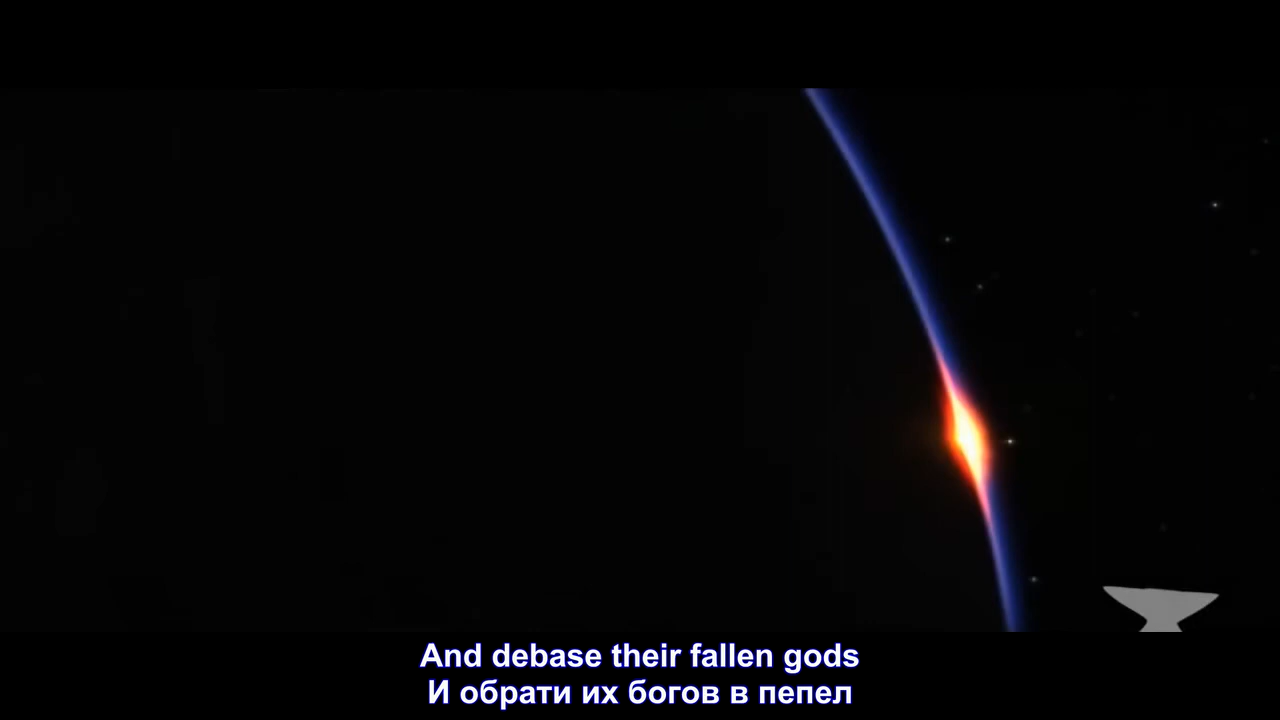 And debase their fallen gods
И обрати их богов в пепел